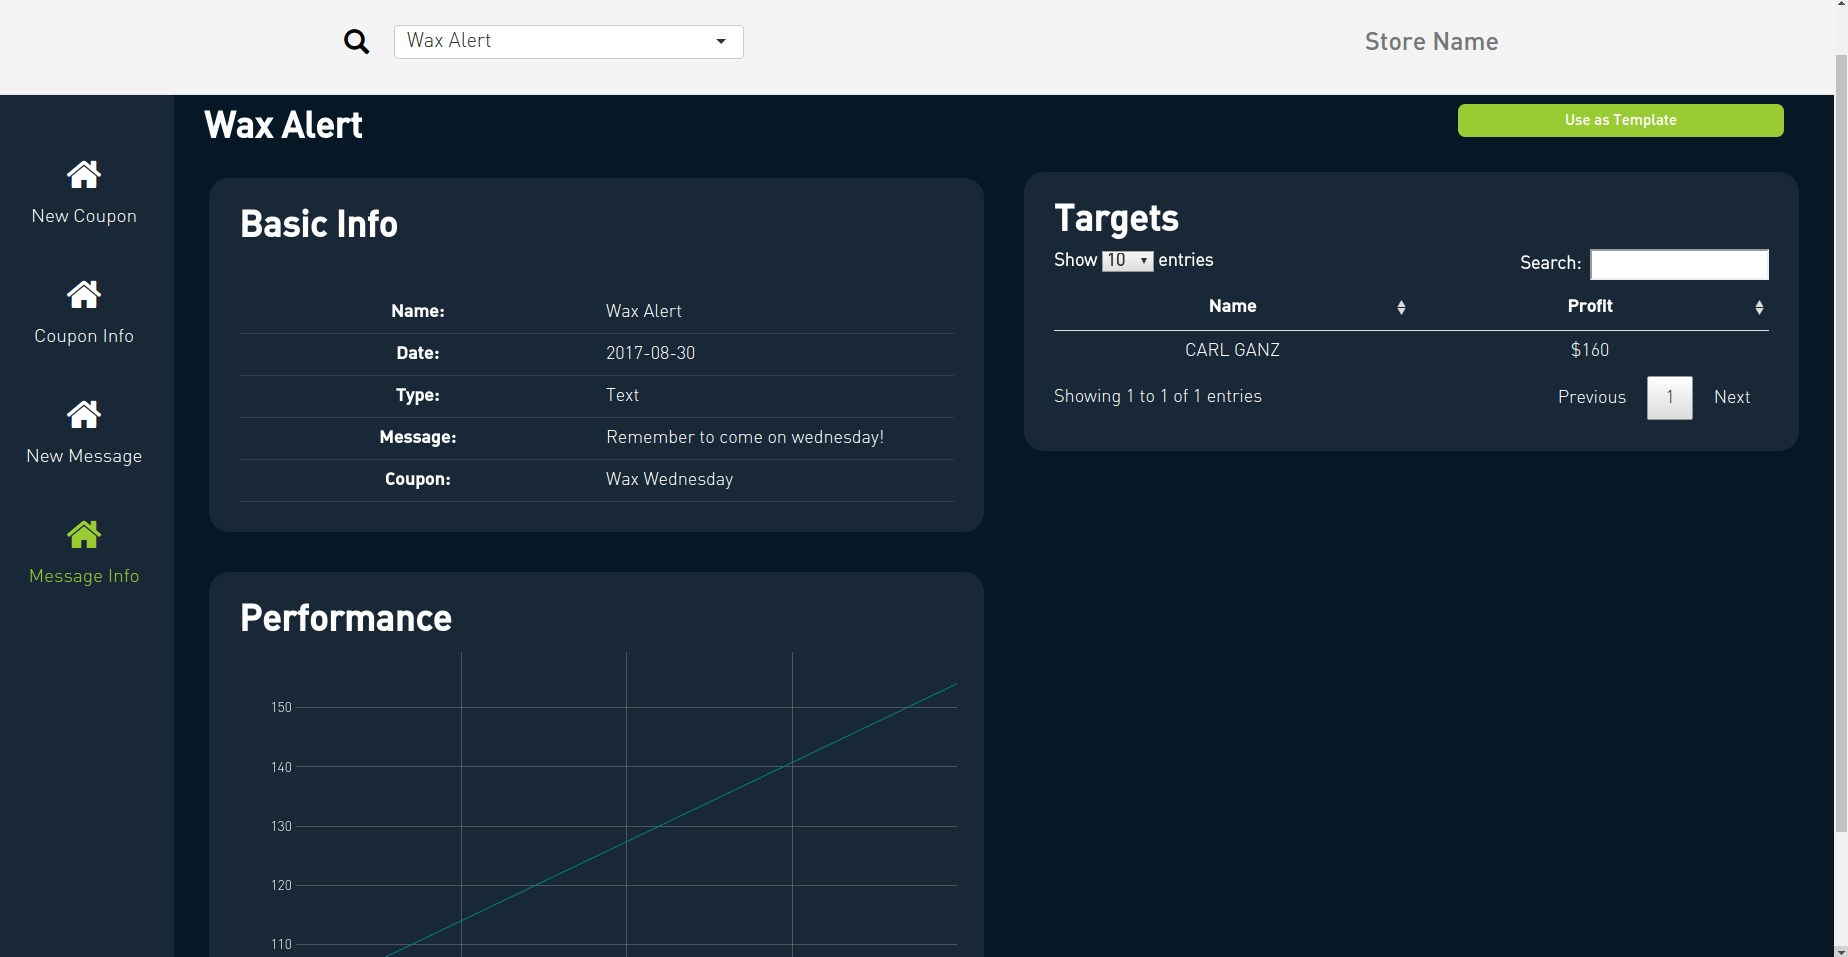 Wax Alert
Store Name
Wax Alert
Use as Template
New Coupon
Coupon Info
New Message
Message Info
Basic Info
Name: Wax Alert
Date: 2017-08-30
Type: Text
Message: Remember to come on wednesday!
Coupon: Wax Wednesday
Targets
Show 10 entries
Search:
Name Profit
CARL GANZ $160
Showing 1 to 1 of 1 entries
Previous 1 Next
Performance
150
140
130
120
110